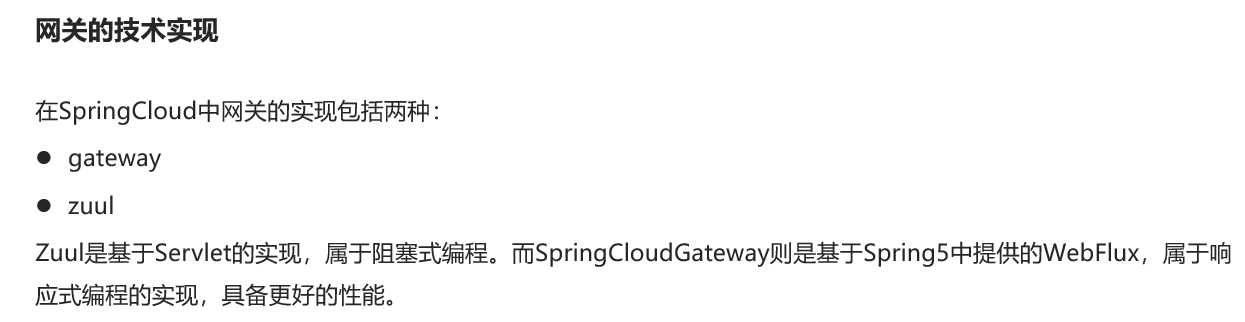 网关的技术实现
在SpringCloud中网关的实现包括两种：
● gateway
● zuul
Zuul是基于Servlet的实现，属于阻塞式编程。而SpringCloudGateway则是基于Spring5中提供的WebFlux，属于响
应式编程的实现，具备更好的性能。